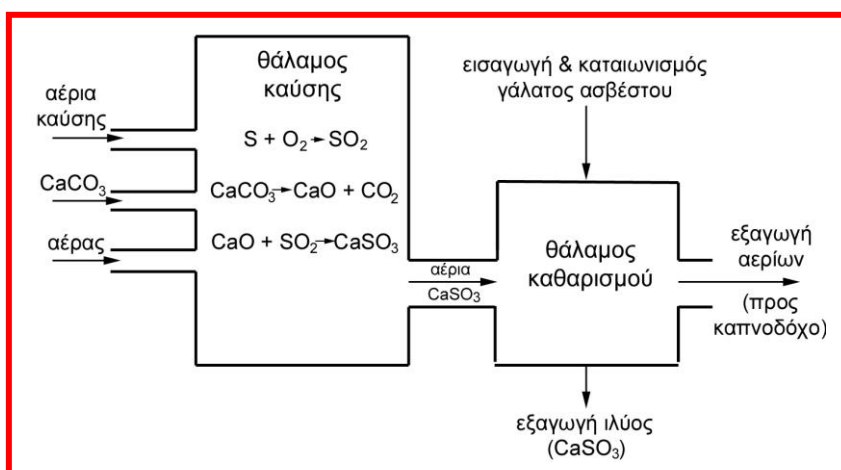 θάλαμος
καύσης
αέρια
καύσης
CaCO₃
αέρας
S + O₂→SO₂
CaCO₃→CaO + CO₂
CaO + SO₂→CaSO₃
αέρια
CaSO₃
εισαγωγή & καταιωνισμός
γάλατος ασβέστου
θάλαμος
καθαρισμού
εξαγωγή
αερίων
(προς
καπνοδόχο)
εξαγωγή ιλύος
(CaSO₃)